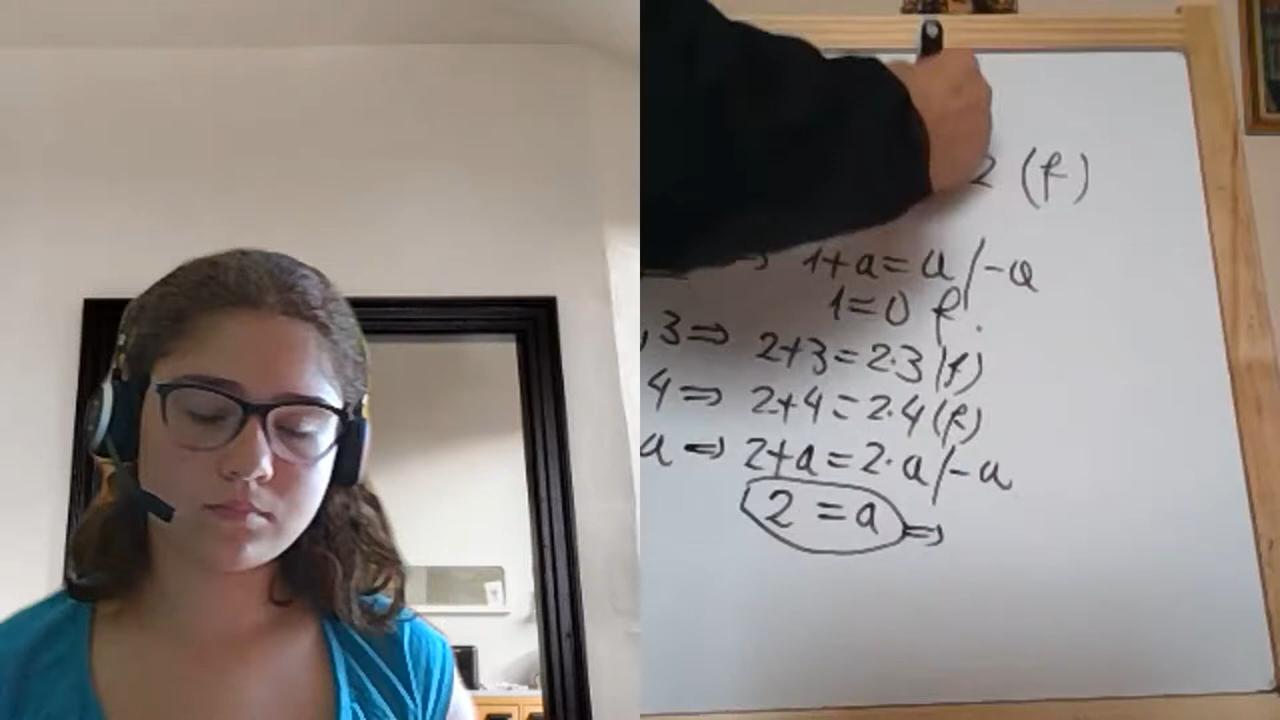 2 (f)
⇒ 1+a=a/-a
1=0 f.
,3⇒ 2+3=2·3(f)
4⇒ 2+4=2·4(f)
a⇒ 2+a=2·a/-a
2=a ⇒